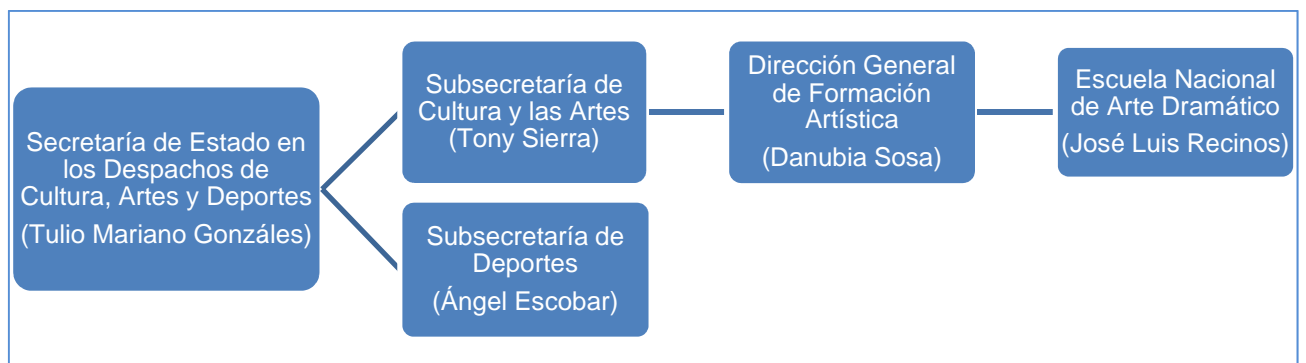 Secretaría de Estado en
los Despachos de
Cultura, Artes y Deportes
(Tulio Mariano Gonzáles)
Subsecretaría de
Cultura y las Artes
(Tony Sierra)
Subsecretaría de
Deportes
(Ángel Escobar)
Dirección General
de Formación
Artística
(Danubia Sosa)
Escuela Nacional
de Arte Dramático
(José Luis Recinos)